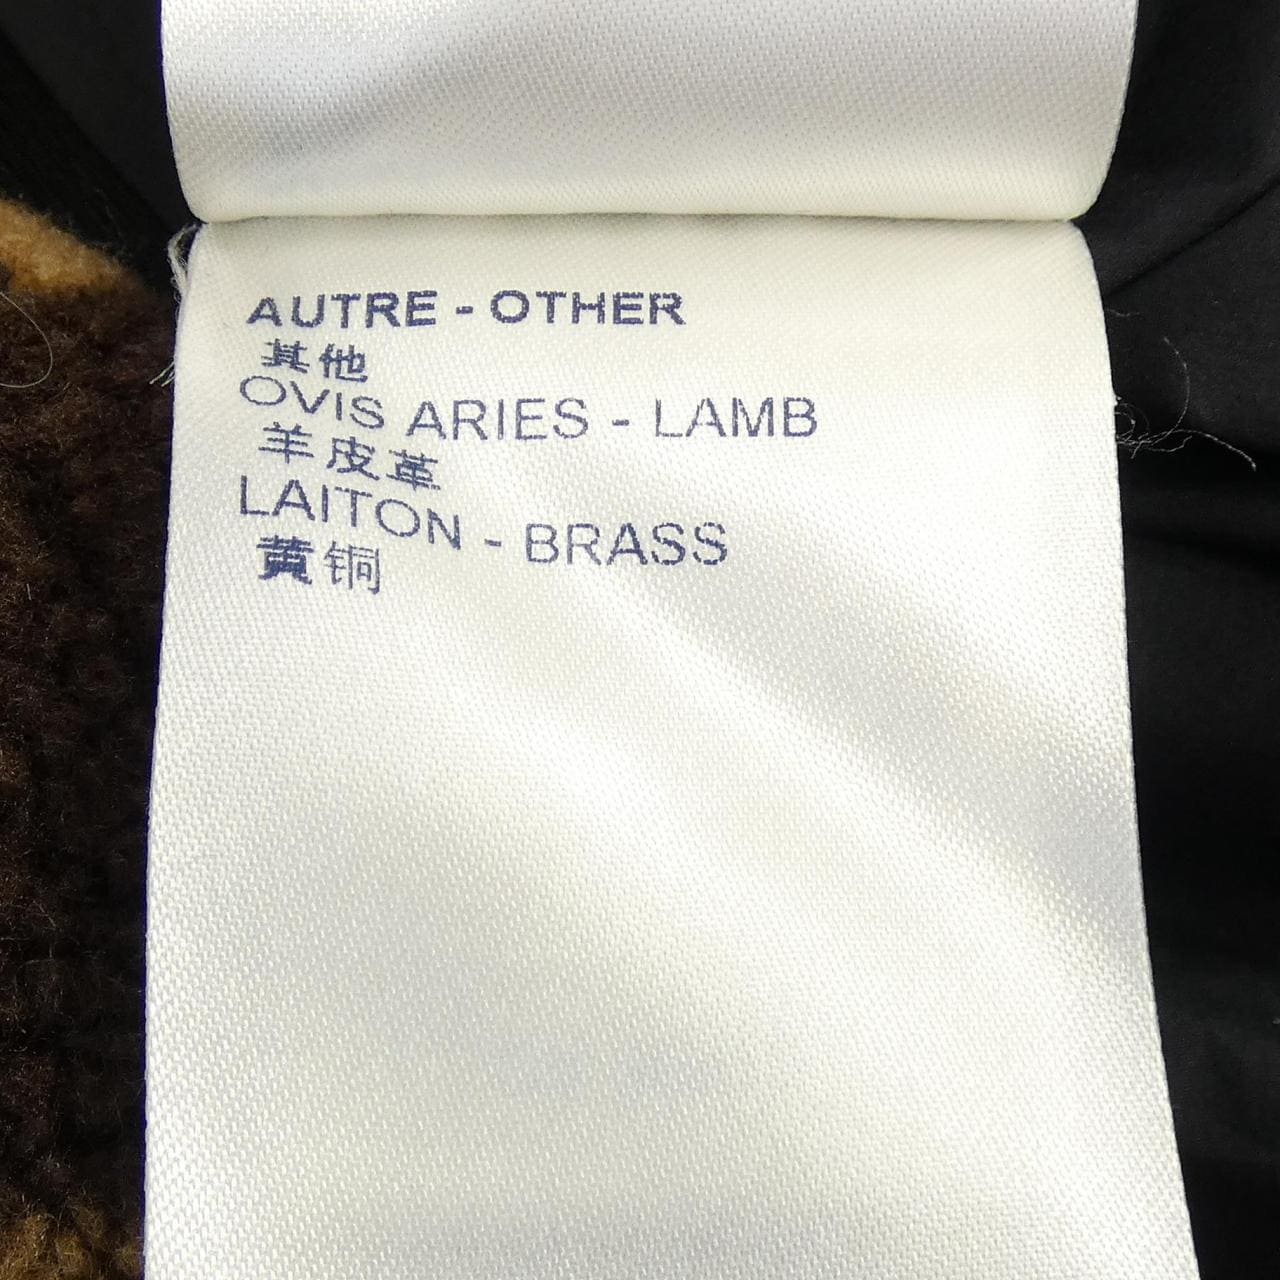 AUTRE - OTHER
其他
OVIS ARIES - LAMB
羊皮革
LAITON - BRASS
黄铜